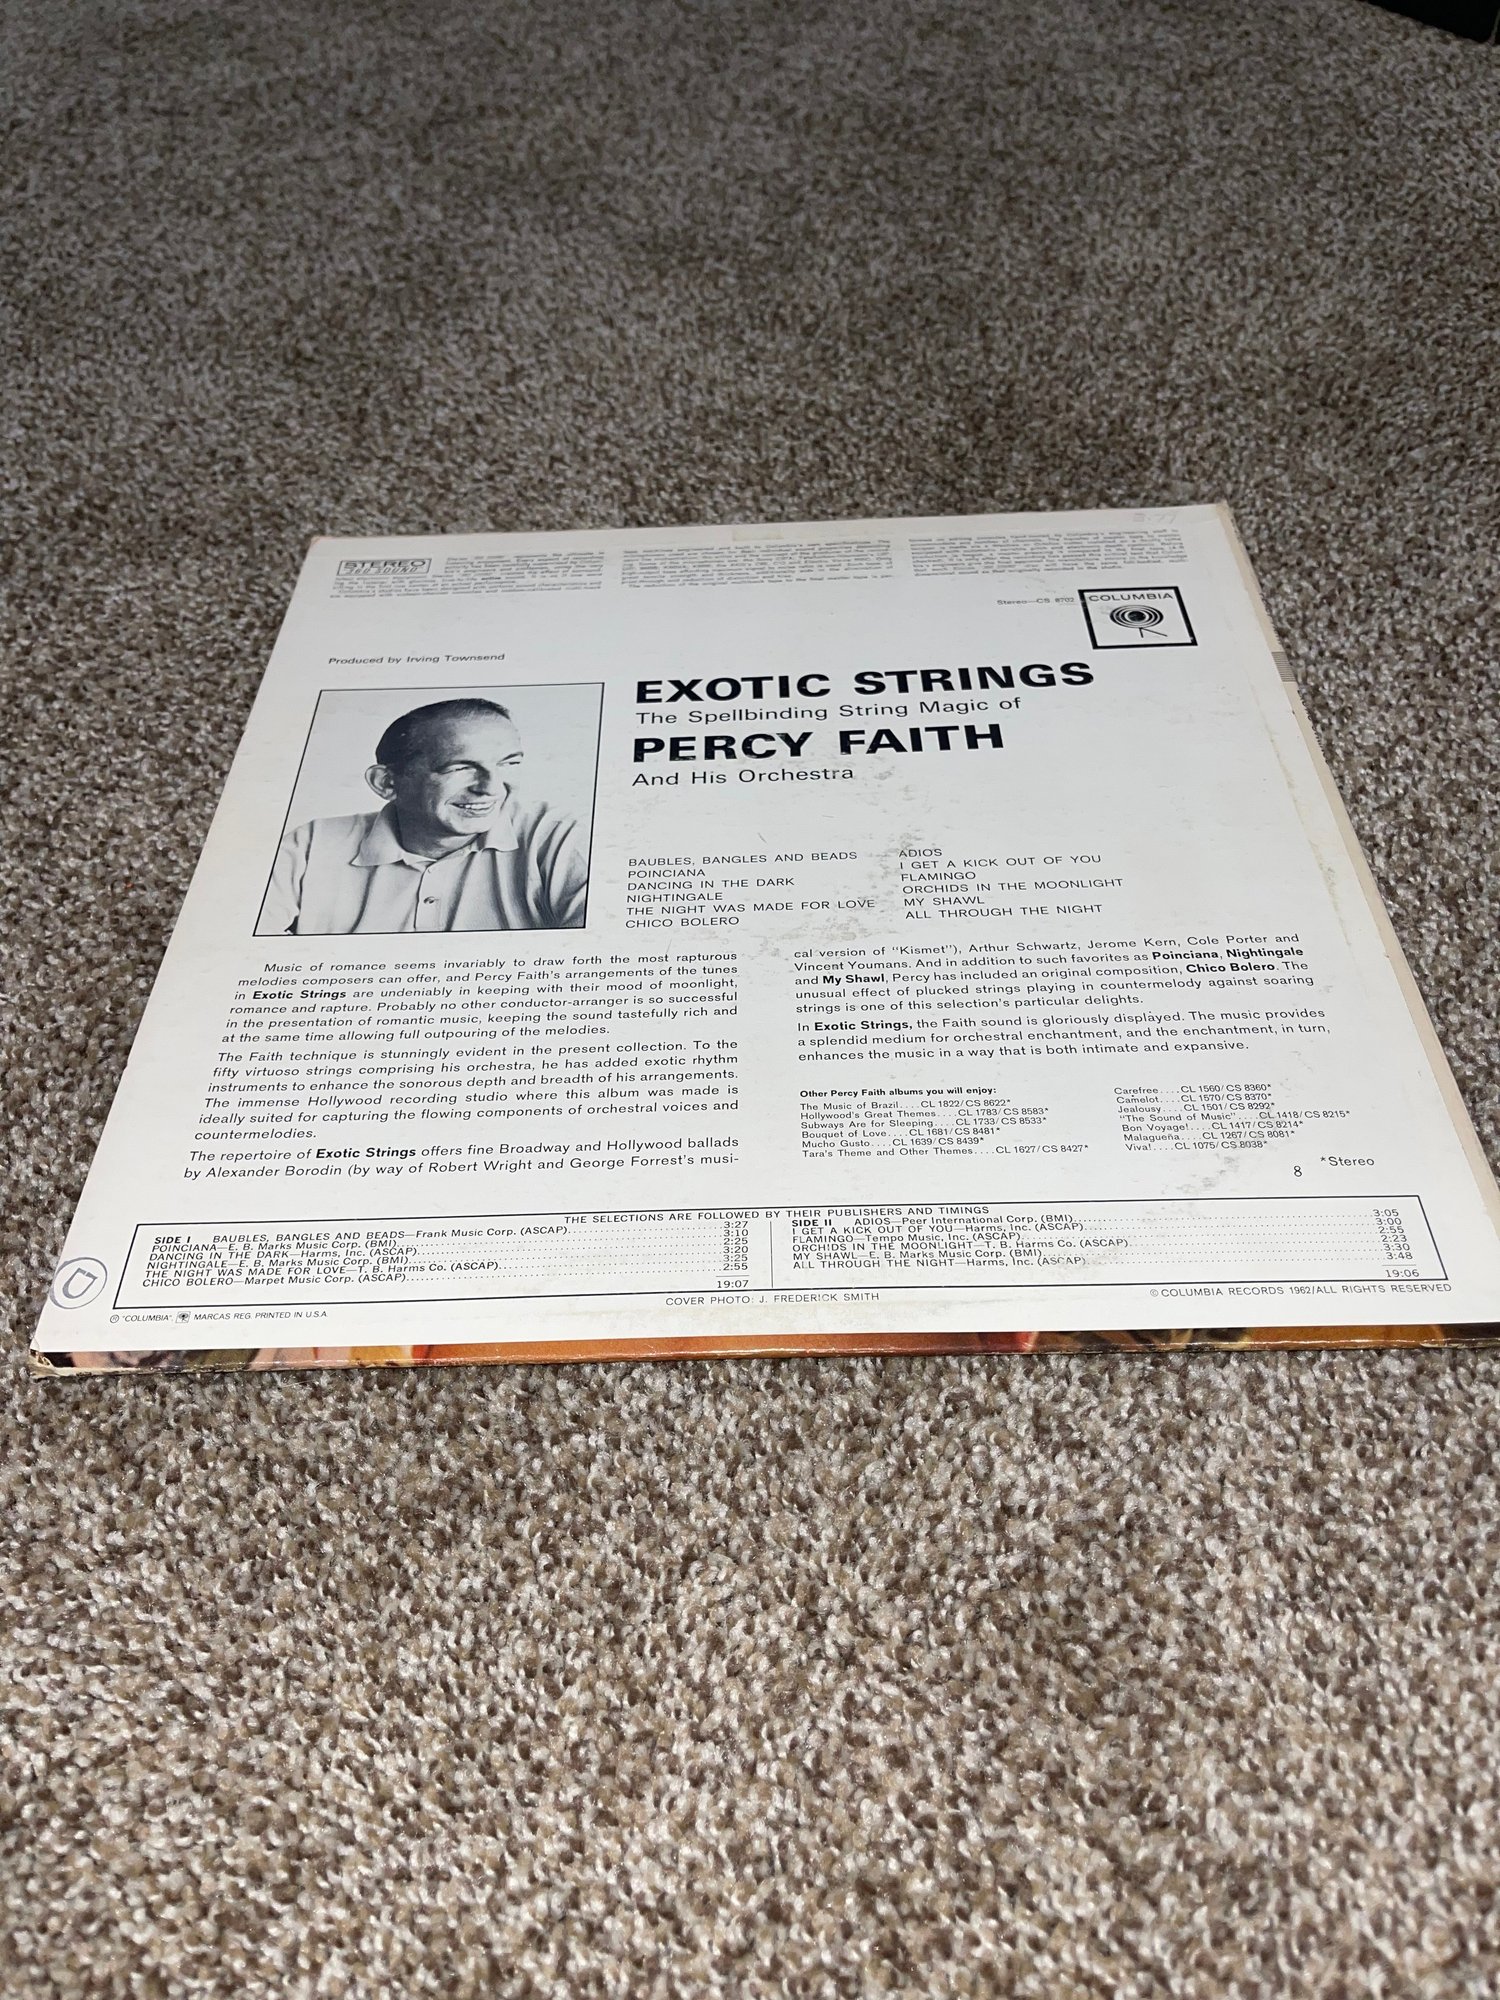 STEREO
360 SOUND
Stereo—CS 8702
COLUMBIA
Produced by Irving Townsend
EXOTIC STRINGS
The Spellbinding String Magic of
PERCY FAITH
And His Orchestra
BAUBLES, BANGLES AND BEADS
POINCIANA
DANCING IN THE DARK
NIGHTINGALE
THE NIGHT WAS MADE FOR LOVE
CHICO BOLERO
ADIOS
I GET A KICK OUT OF YOU
FLAMINGO
ORCHIDS IN THE MOONLIGHT
MY SHAWL
ALL THROUGH THE NIGHT
Music of romance seems invariably to draw forth the most rapturous
melodies composers can offer, and Percy Faith's arrangements of the tunes
in Exotic Strings are undeniably in keeping with their mood of moonlight,
romance and rapture. Probably no other conductor-arranger is so successful
in the presentation of romantic music, keeping the sound tastefully rich and
at the same time allowing full outpouring of the melodies.
The Faith technique is stunningly evident in the present collection. To the
fifty virtuoso strings comprising his orchestra, he has added exotic rhythm
instruments to enhance the sonorous depth and breadth of his arrangements.
The immense Hollywood recording studio where this album was made is
ideally suited for capturing the flowing components of orchestral voices and
countermelodies.
The repertoire of Exotic Strings offers fine Broadway and Hollywood ballads
by Alexander Borodin (by way of Robert Wright and George Forrest's musi-
cal version of "Kismet"), Arthur Schwartz, Jerome Kern, Cole Porter and
Vincent Youmans. And in addition to such favorites as Poinciana, Nightingale
and My Shawl, Percy has included an original composition, Chico Bolero. The
unusual effect of plucked strings playing in countermelody against soaring
strings is one of this selection's particular delights.
In Exotic Strings, the Faith sound is gloriously displayed. The music provides
a splendid medium for orchestral enchantment, and the enchantment, in turn,
enhances the music in a way that is both intimate and expansive.
Other Percy Faith albums you will enjoy:
The Music of Brazil....CL 1822/CS 8622*
Hollywood's Great Themes....CL 1783/CS 8583*
Subways Are for Sleeping....CL 1733/CS 8533*
Bouquet of Love....CL 1681/CS 8481*
Mucho Gusto....CL 1639/CS 8439*
Tara's Theme and Other Themes....CL 1627/CS 8427*
Carefree....CL 1560/CS 8360*
Camelot....CL 1570/CS 8370*
Jealousy....CL 1501/CS 8292*
"The Sound of Music"....CL 1418/CS 8215*
Bon Voyage!....CL 1417/CS 8214*
Malagueña....CL 1267/CS 8081*
Viva!....CL 1075/CS 8038*
8
*Stereo
THE SELECTIONS ARE FOLLOWED BY THEIR PUBLISHERS AND TIMINGS
SIDE I BAUBLES, BANGLES AND BEADS—Frank Music Corp. (ASCAP) 3:27
POINCIANA—E. B. Marks Music Corp. (BMI) 3:10
DANCING IN THE DARK—Harms, Inc. (ASCAP) 2:25
NIGHTINGALE—E. B. Marks Music Corp. (BMI) 3:20
THE NIGHT WAS MADE FOR LOVE—T. B. Harms Co. (ASCAP) 3:25
CHICO BOLERO—Marpet Music Corp. (ASCAP) 2:55
19:07
SIDE II ADIOS—Peer International Corp. (BMI) 3:05
I GET A KICK OUT OF YOU—Harms, Inc. (ASCAP) 3:00
FLAMINGO—Tempo Music, Inc. (ASCAP) 2:55
ORCHIDS IN THE MOONLIGHT—T. B. Harms Co. (ASCAP) 2:23
MY SHAWL—E. B. Marks Music Corp. (BMI) 3:30
ALL THROUGH THE NIGHT—Harms, Inc. (ASCAP) 3:48
19:06
D
® "COLUMBIA", MARCAS REG. PRINTED IN U.S.A.
COVER PHOTO: J. FREDERICK SMITH
© COLUMBIA RECORDS 1962/ALL RIGHTS RESERVED